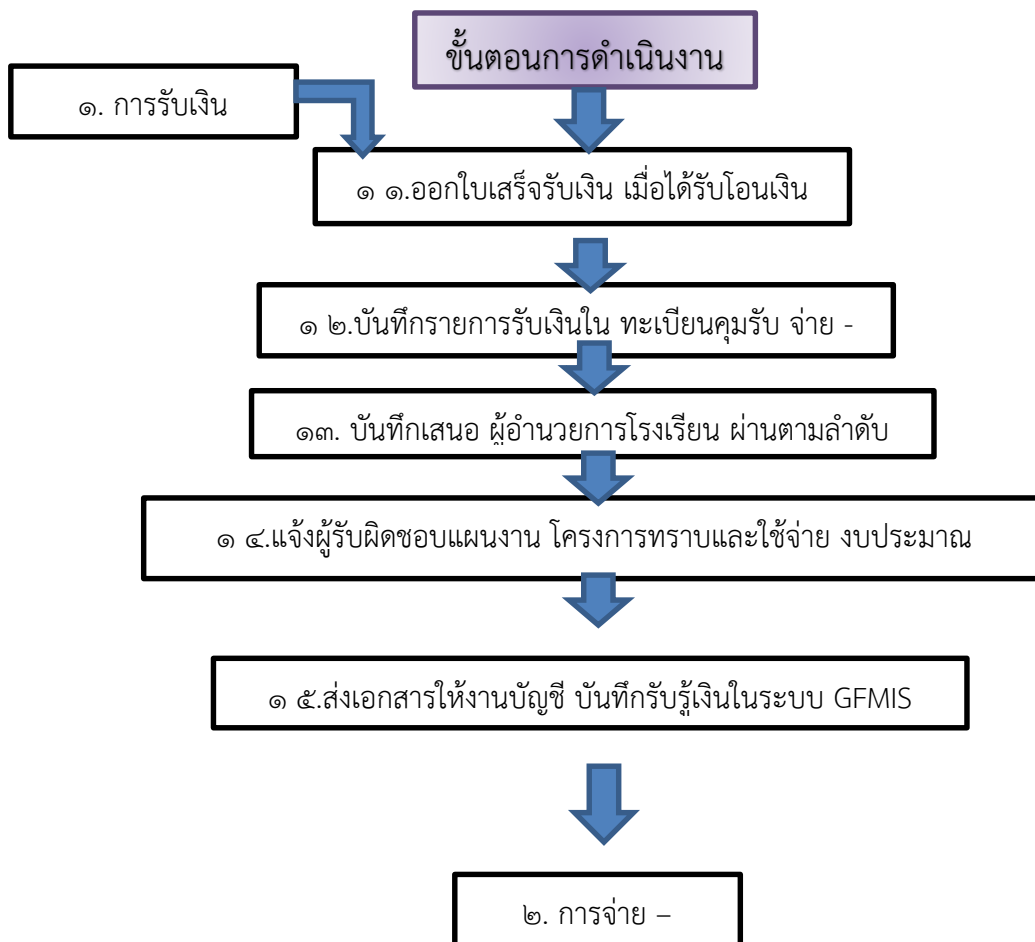 ขั้นตอนการดำเนินงาน
๑. การรับเงิน
๑ ๑.ออกใบเสร็จรับเงิน เมื่อได้รับโอนเงิน
๑ ๒.บันทึกรายการรับเงินใน ทะเบียนคุมรับ จ่าย -
๑๓. บันทึกเสนอ ผู้อำนวยการโรงเรียน ผ่านตามลำดับ
๑ ๔.แจ้งผู้รับผิดชอบแผนงาน โครงการทราบและใช้จ่าย งบประมาณ
๑ ๕.ส่งเอกสารให้งานบัญชี บันทึกรับรู้เงินในระบบ GFMIS
๒. การจ่าย –